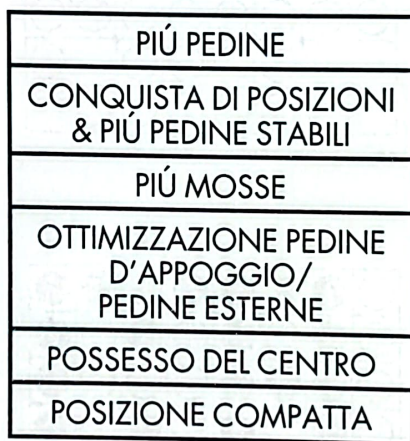 PIÚ PEDINE
CONQUISTA DI POSIZIONI
& PIÚ PEDINE STABILI
PIÚ MOSSE
OTTIMIZZAZIONE PEDINE
D'APPOGGIO/
PEDINE ESTERNE
POSSESSO DEL CENTRO
POSIZIONE COMPATTA